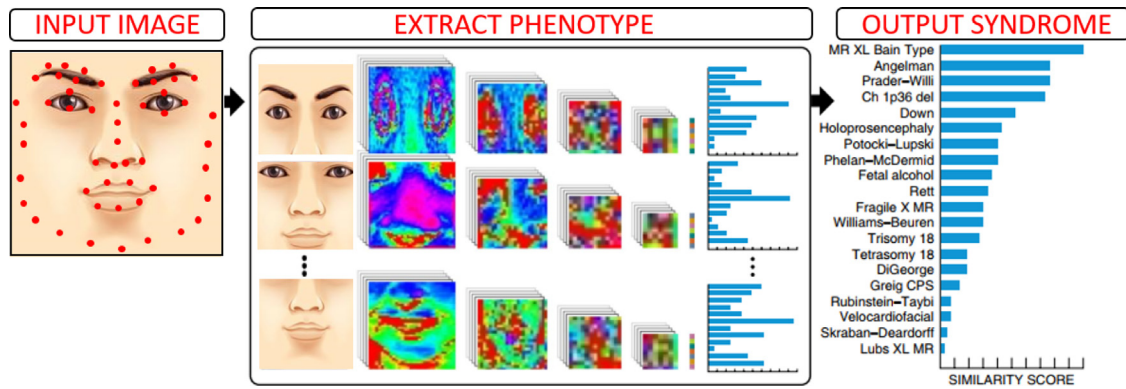 INPUT IMAGE
EXTRACT PHENOTYPE
OUTPUT SYNDROME
MR XL Bain Type
Angelman
Prader–Willi
Ch 1p36 del
Down
Holoprosencephaly
Potocki–Lupski
Phelan–McDermid
Fetal alcohol
Rett
Fragile X MR
Williams–Beuren
Trisomy 18
Tetrasomy 18
DiGeorge
Greig CPS
Rubinstein–Taybi
Velocardiofacial
Skraban–Deardorff
Lubs XL MR
SIMILARITY SCORE